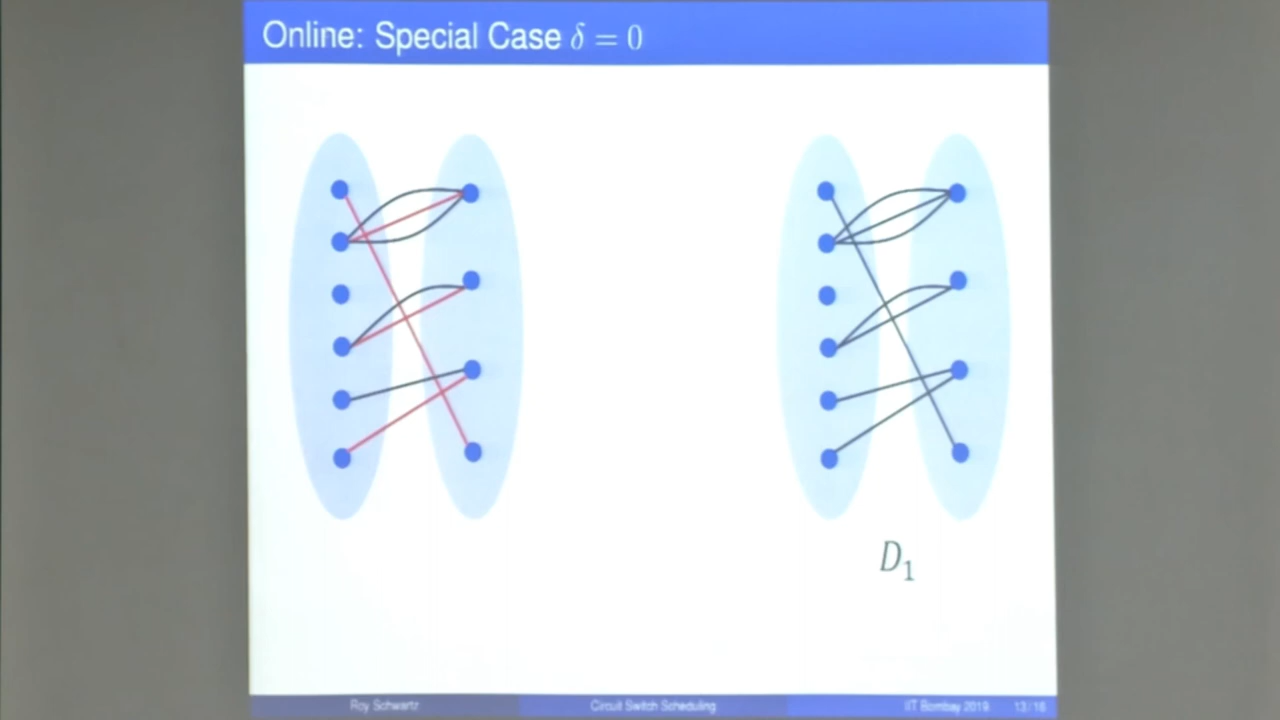 Online: Special Case δ = 0
D₁
Roy Schwartz
Circuit Switch Scheduling
IIT Bombay 2019
13/16